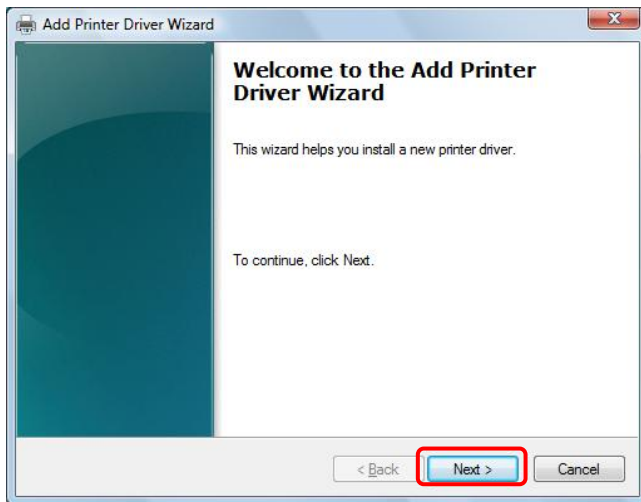 Add Printer Driver Wizard
Welcome to the Add Printer
Driver Wizard
This wizard helps you install a new printer driver.
To continue, click Next.
< Back
Next >
Cancel